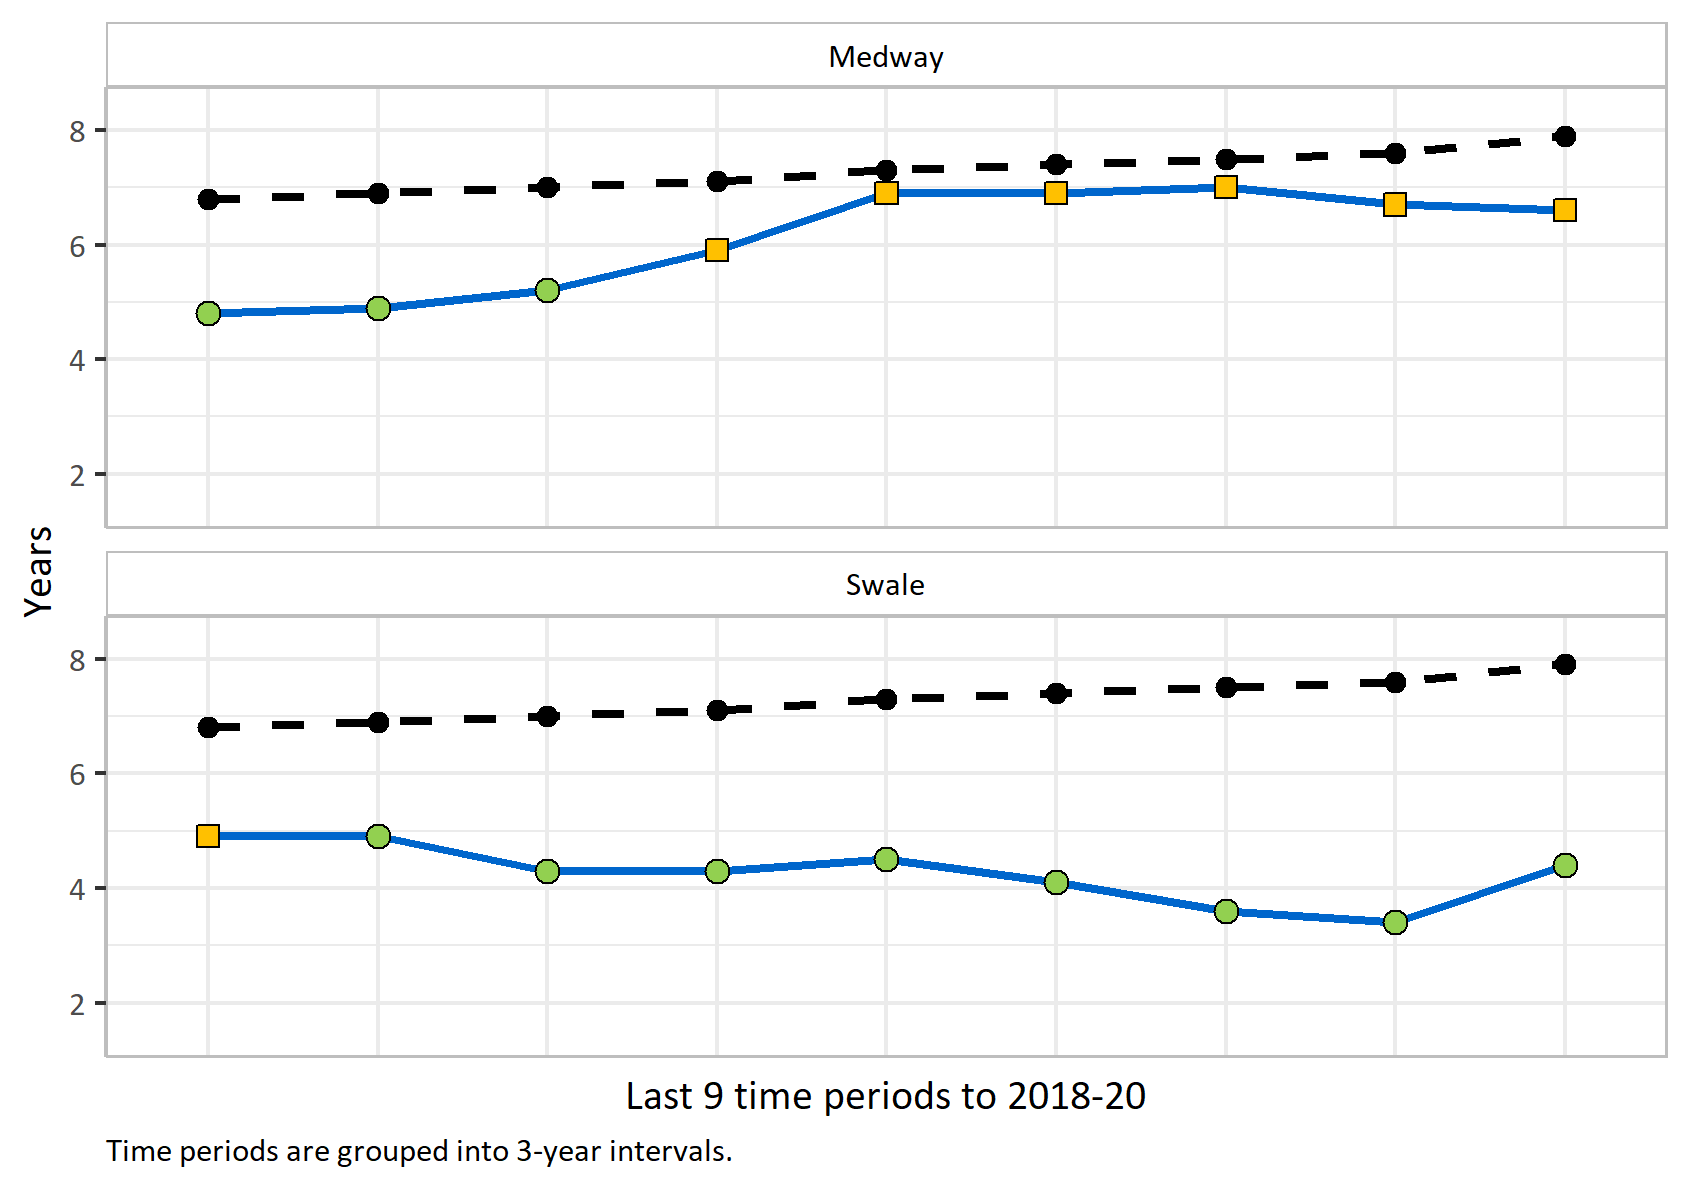 Medway
8
6
4
2
Years
Swale
8
6
4
2
Last 9 time periods to 2018-20
Time periods are grouped into 3-year intervals.